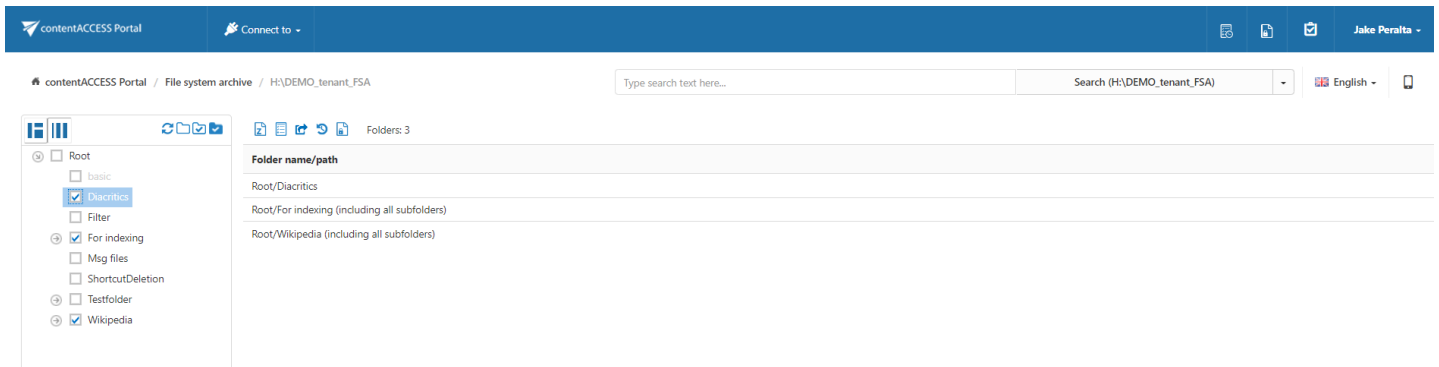 contentACCESS Portal
Connect to
Jake Peralta
contentACCESS Portal / File system archive / H:\DEMO_tenant_FSA
Type search text here...
Search (H:\DEMO_tenant_FSA)
English
Folders: 3
Root
basic
Diacritics
Filter
For indexing
Msg files
ShortcutDeletion
Testfolder
Wikipedia
Folder name/path
Root/Diacritics
Root/For indexing (including all subfolders)
Root/Wikipedia (including all subfolders)